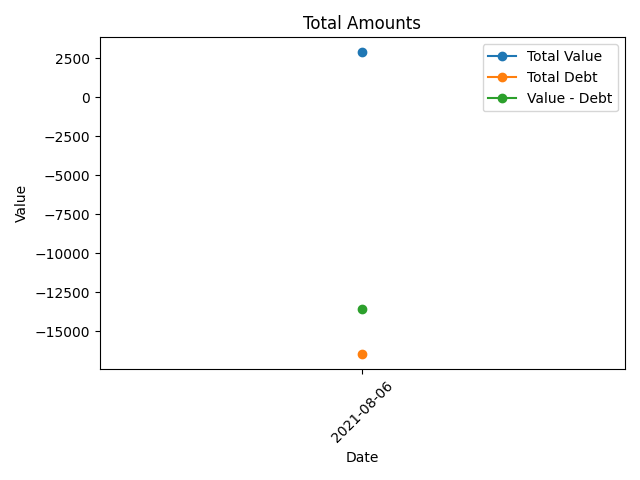 Total Amounts
Total Value
Total Debt
Value - Debt
2500
0
−2500
−5000
−7500
−10000
−12500
−15000
Value
2021-08-06
Date